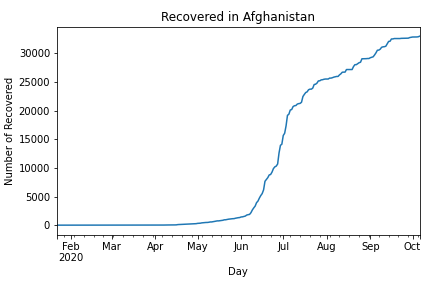 Recovered in Afghanistan
Number of Recovered
30000
25000
20000
15000
10000
5000
0
Feb Mar Apr May Jun Jul Aug Sep Oct
2020
Day